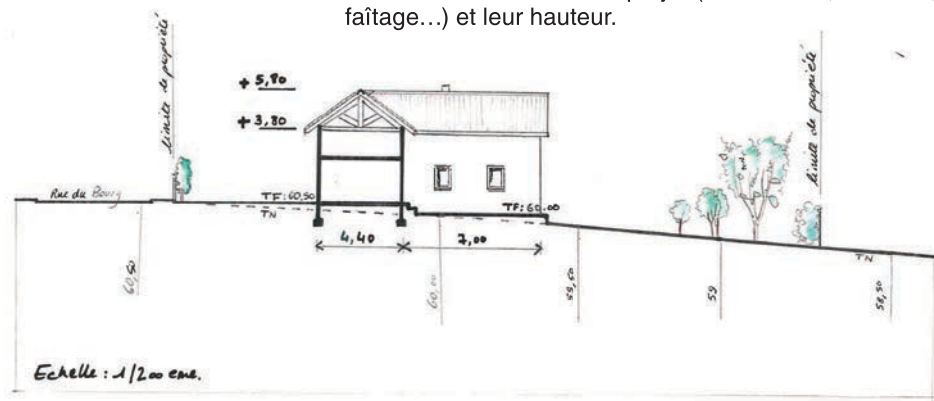 faîtage…) et leur hauteur.
limite de propriété
limite de propriété
+ 5,80
+ 3,80
Rue du Bourg
TF: 60,50
TN
TF: 60.00
4,40
7,00
TN
60,50
60,00
59,50
59
58,50
Echelle : 1/200 eme.